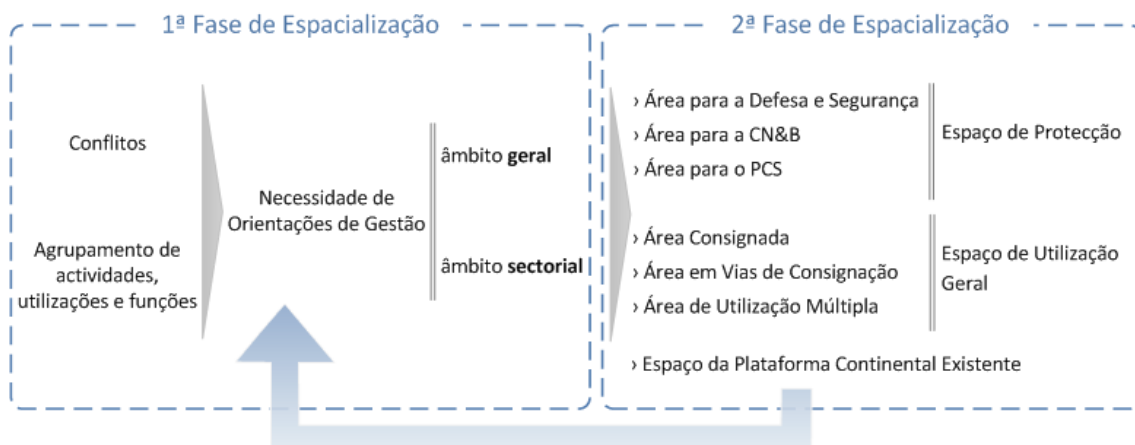 1ª Fase de Espacialização
Conflitos
Agrupamento de
actividades,
utilizações e funções
Necessidade de
Orientações de Gestão
âmbito geral
âmbito sectorial
2ª Fase de Espacialização
› Área para a Defesa e Segurança
› Área para a CN&B
› Área para o PCS
Espaço de Protecção
› Área Consignada
› Área em Vias de Consignação
› Área de Utilização Múltipla
Espaço de Utilização
Geral
› Espaço da Plataforma Continental Existente